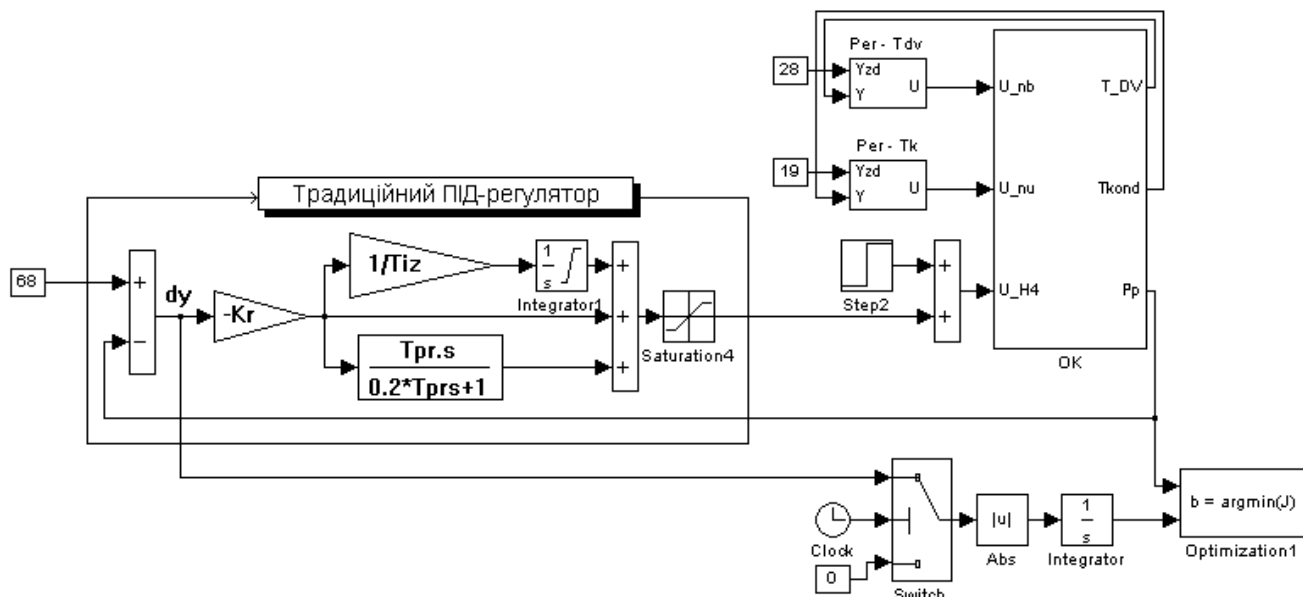 Per - Tdv
28
Yzd
Y
U
U_nb
T_DV
Per - Tk
19
Yzd
Y
U
U_nu
Tkond
Традиційний ПІД-регулятор
68
+
−
dy
-Kr
1/Tiz
1
s
Integrator1
Tpr.s
0.2*Tprs+1
+
+
+
Saturation4
Step2
+
+
U_H4
Pp
OK
Clock
0
Switch
|u|
Abs
1
s
Integrator
b = argmin(J)
Optimization1